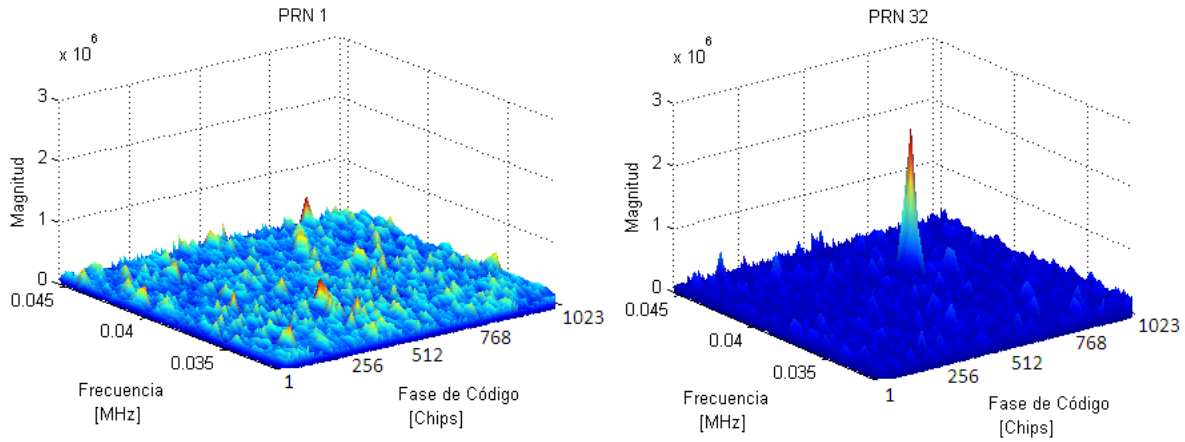 PRN 1
x 10^6
3
2
1
0
Magnitud
0.045
0.04
0.035
Frecuencia
[MHz]
1
256
512
768
1023
Fase de Código
[Chips]
PRN 32
x 10^6
3
2
1
0
Magnitud
0.045
0.04
0.035
Frecuencia
[MHz]
1
256
512
768
1023
Fase de Código
[Chips]